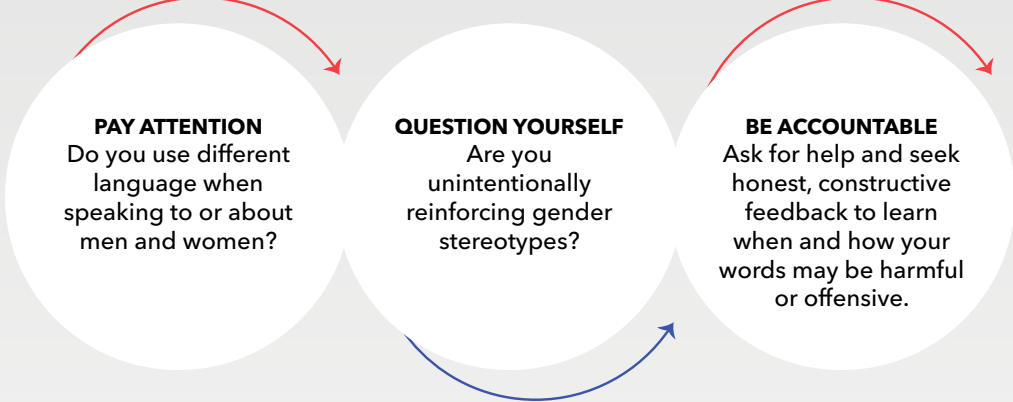 PAY ATTENTION
Do you use different
language when
speaking to or about
men and women?
QUESTION YOURSELF
Are you
unintentionally
reinforcing gender
stereotypes?
BE ACCOUNTABLE
Ask for help and seek
honest, constructive
feedback to learn
when and how your
words may be harmful
or offensive.